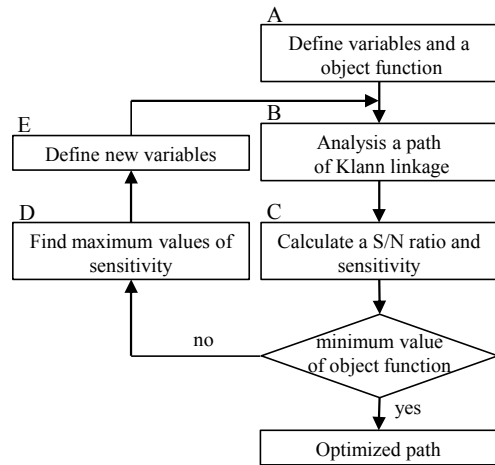 A
Define variables and a
object function
B
Analysis a path
of Klann linkage
C
Calculate a S/N ratio and
sensitivity
minimum value
of object function
no
yes
D
Find maximum values of
sensitivity
E
Define new variables
Optimized path